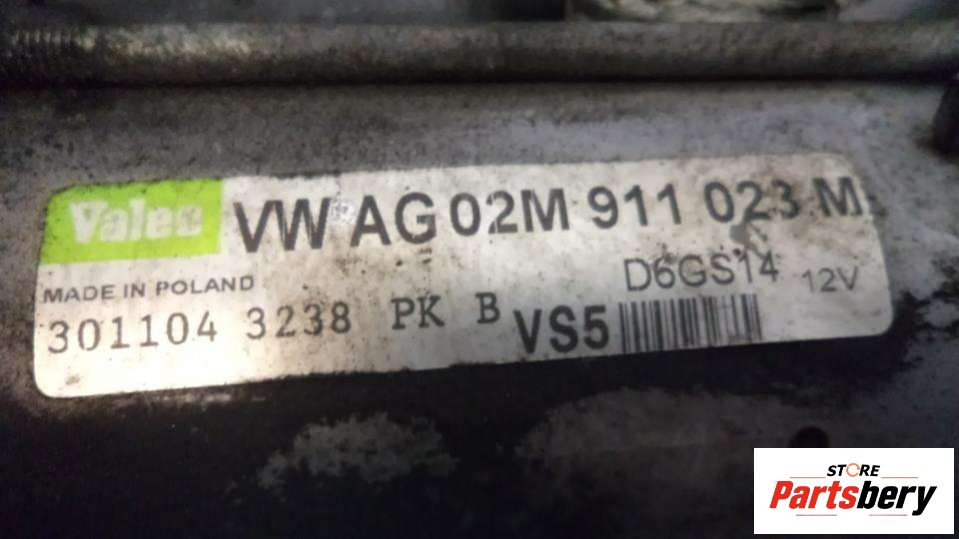 Valeo VW AG 02M 911 023 M
MADE IN POLAND D6GS14 12V
301104 3238 PK B VS5
STORE
Partsbery